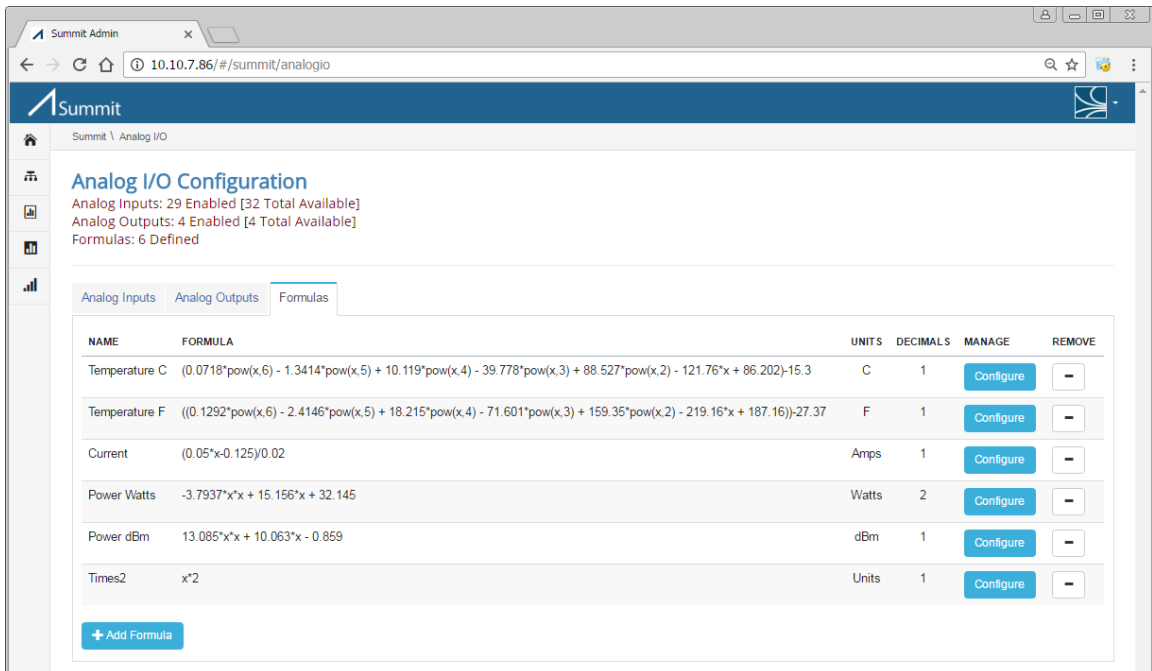 Summit Admin
10.10.7.86/#/summit/analogio
Summit
Summit \ Analog I/O
Analog I/O Configuration
Analog Inputs: 29 Enabled [32 Total Available]
Analog Outputs: 4 Enabled [4 Total Available]
Formulas: 6 Defined
Analog Inputs Analog Outputs Formulas
NAME FORMULA UNITS DECIMALS MANAGE REMOVE
Temperature C (0.0718*pow(x,6) - 1.3414*pow(x,5) + 10.119*pow(x,4) - 39.778*pow(x,3) + 88.527*pow(x,2) - 121.76*x + 86.202)-15.3 C 1 Configure -
Temperature F ((0.1292*pow(x,6) - 2.4146*pow(x,5) + 18.215*pow(x,4) - 71.601*pow(x,3) + 159.35*pow(x,2) - 219.16*x + 187.16))-27.37 F 1 Configure -
Current (0.05*x-0.125)/0.02 Amps 1 Configure -
Power Watts -3.7937*x*x + 15.156*x + 32.145 Watts 2 Configure -
Power dBm 13.085*x*x + 10.063*x - 0.859 dBm 1 Configure -
Times2 x*2 Units 1 Configure -
+ Add Formula